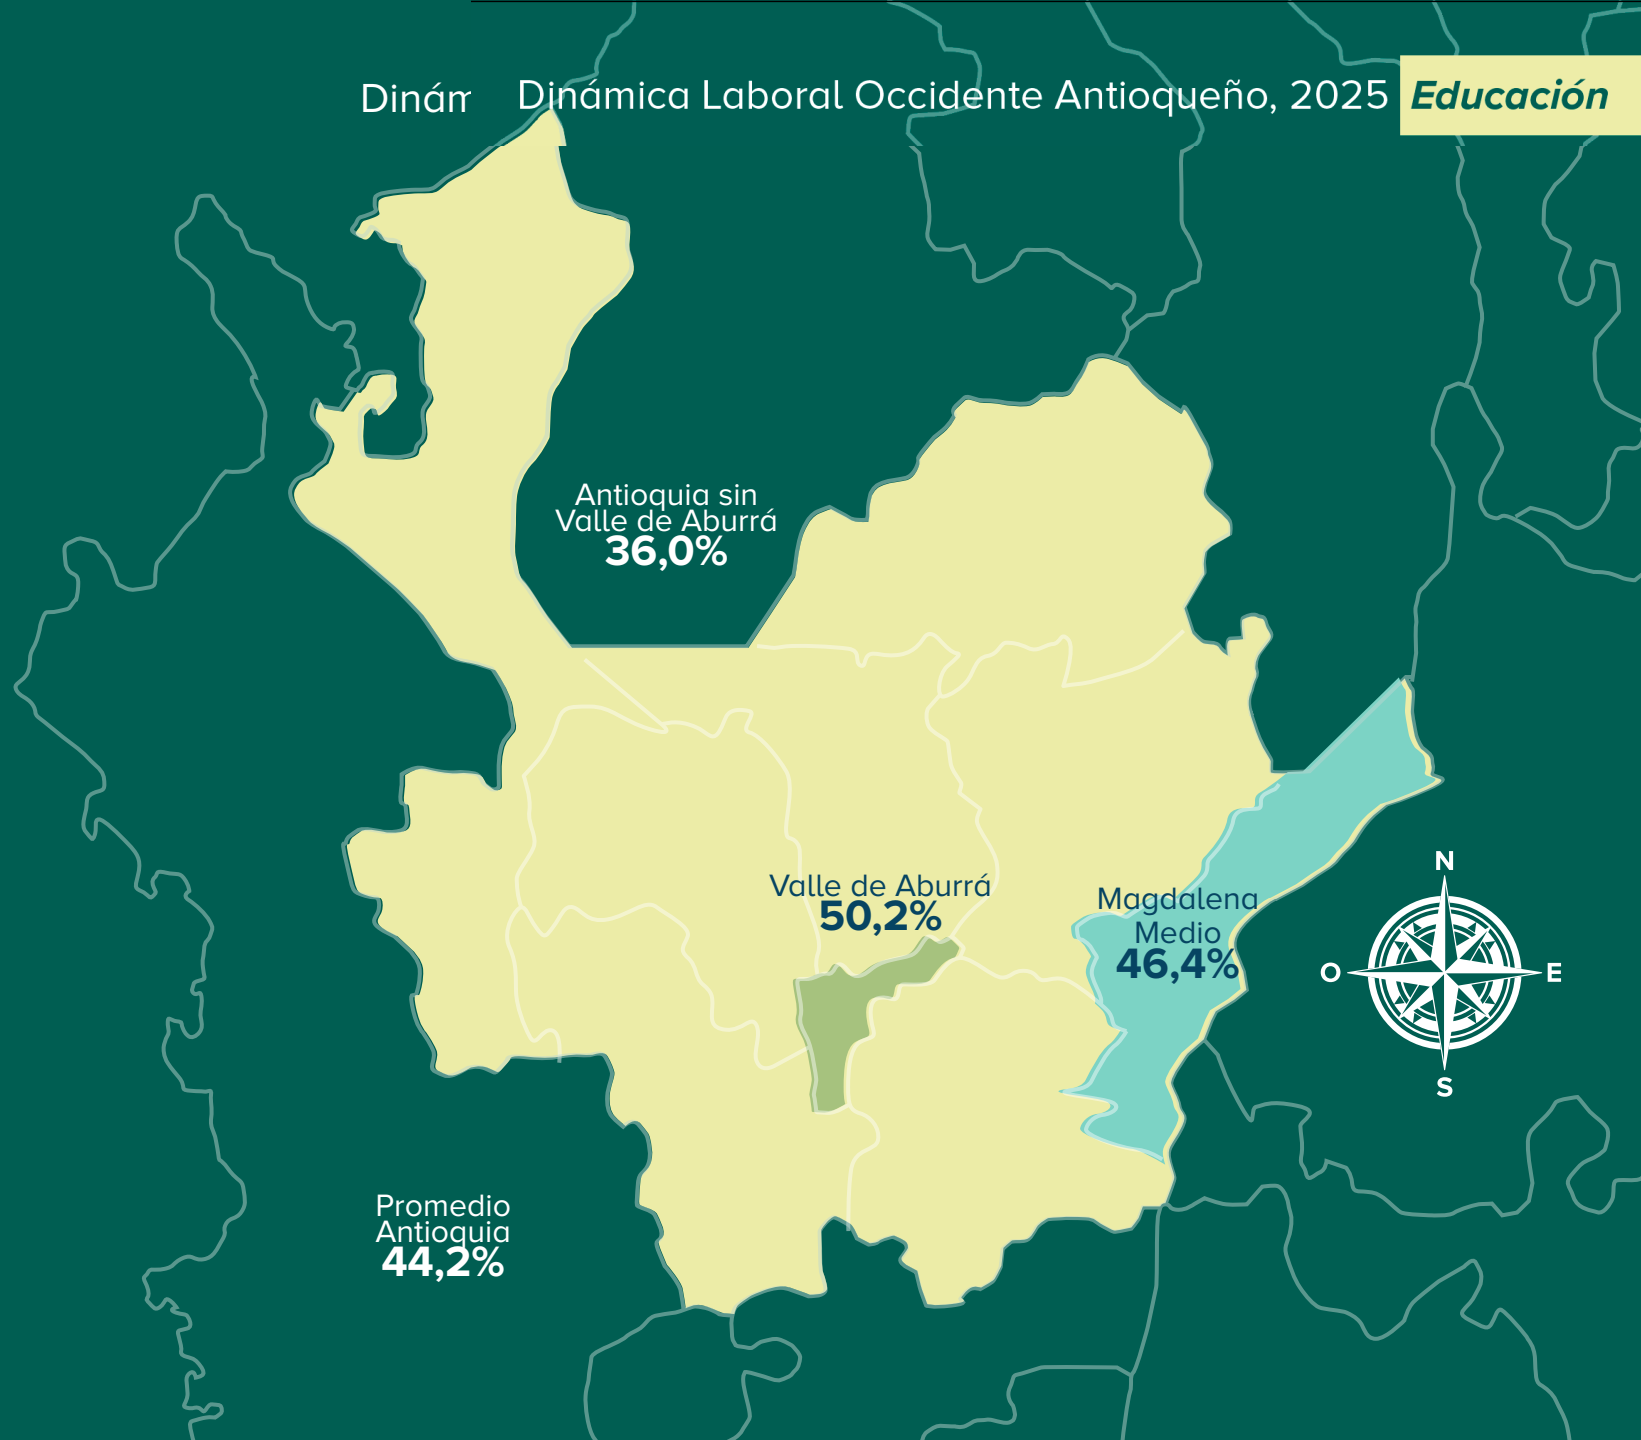 Dinám
Dinámica Laboral Occidente Antioqueño, 2025
Educación
Antioquia sin
Valle de Aburrá
36,0%
Valle de Aburrá
50,2%
Magdalena
Medio
46,4%
N
O
E
S
Promedio
Antioquia
44,2%